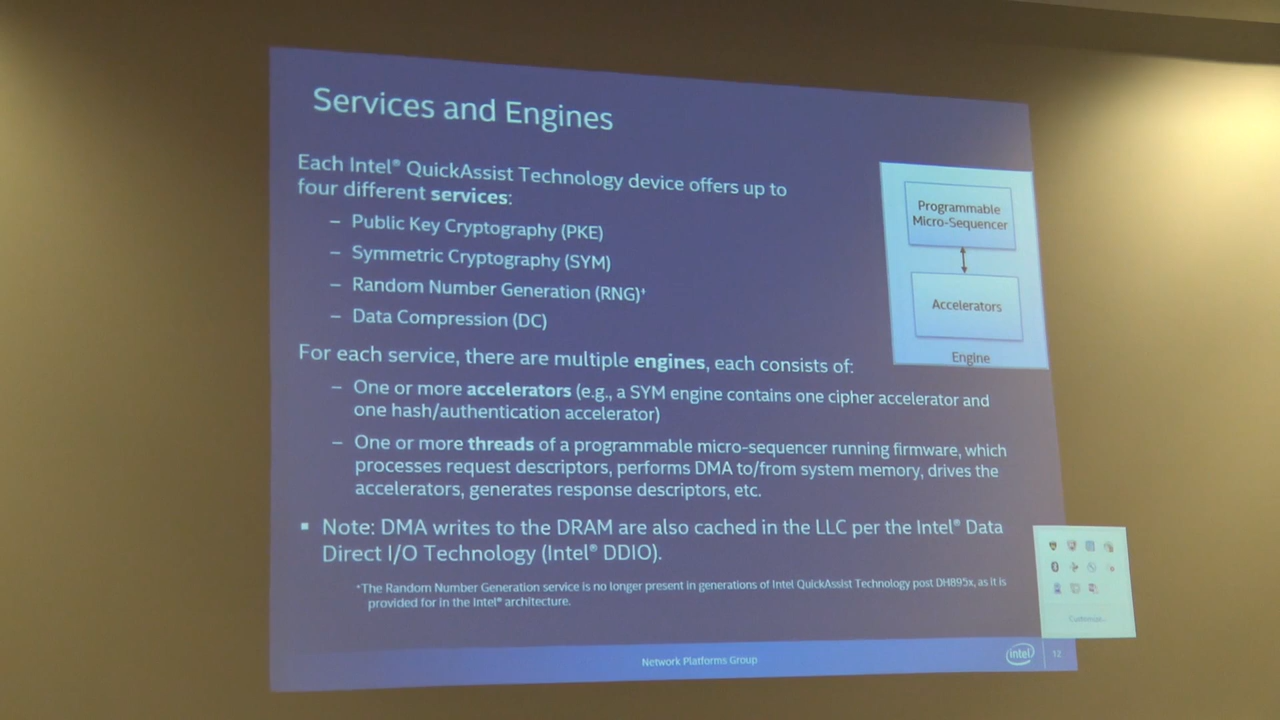 Services and Engines
Each Intel® QuickAssist Technology device offers up to
four different services:
– Public Key Cryptography (PKE)
– Symmetric Cryptography (SYM)
– Random Number Generation (RNG)⁺
– Data Compression (DC)
For each service, there are multiple engines, each consists of:
– One or more accelerators (e.g., a SYM engine contains one cipher accelerator and
one hash/authentication accelerator)
– One or more threads of a programmable micro-sequencer running firmware, which
processes request descriptors, performs DMA to/from system memory, drives the
accelerators, generates response descriptors, etc.
▪ Note: DMA writes to the DRAM are also cached in the LLC per the Intel® Data
Direct I/O Technology (Intel® DDIO).
⁺The Random Number Generation service is no longer present in generations of Intel QuickAssist Technology post DH895x, as it is
provided for in the Intel® architecture.
Programmable
Micro-Sequencer
Accelerators
Engine
Customize...
Network Platforms Group
intel
12